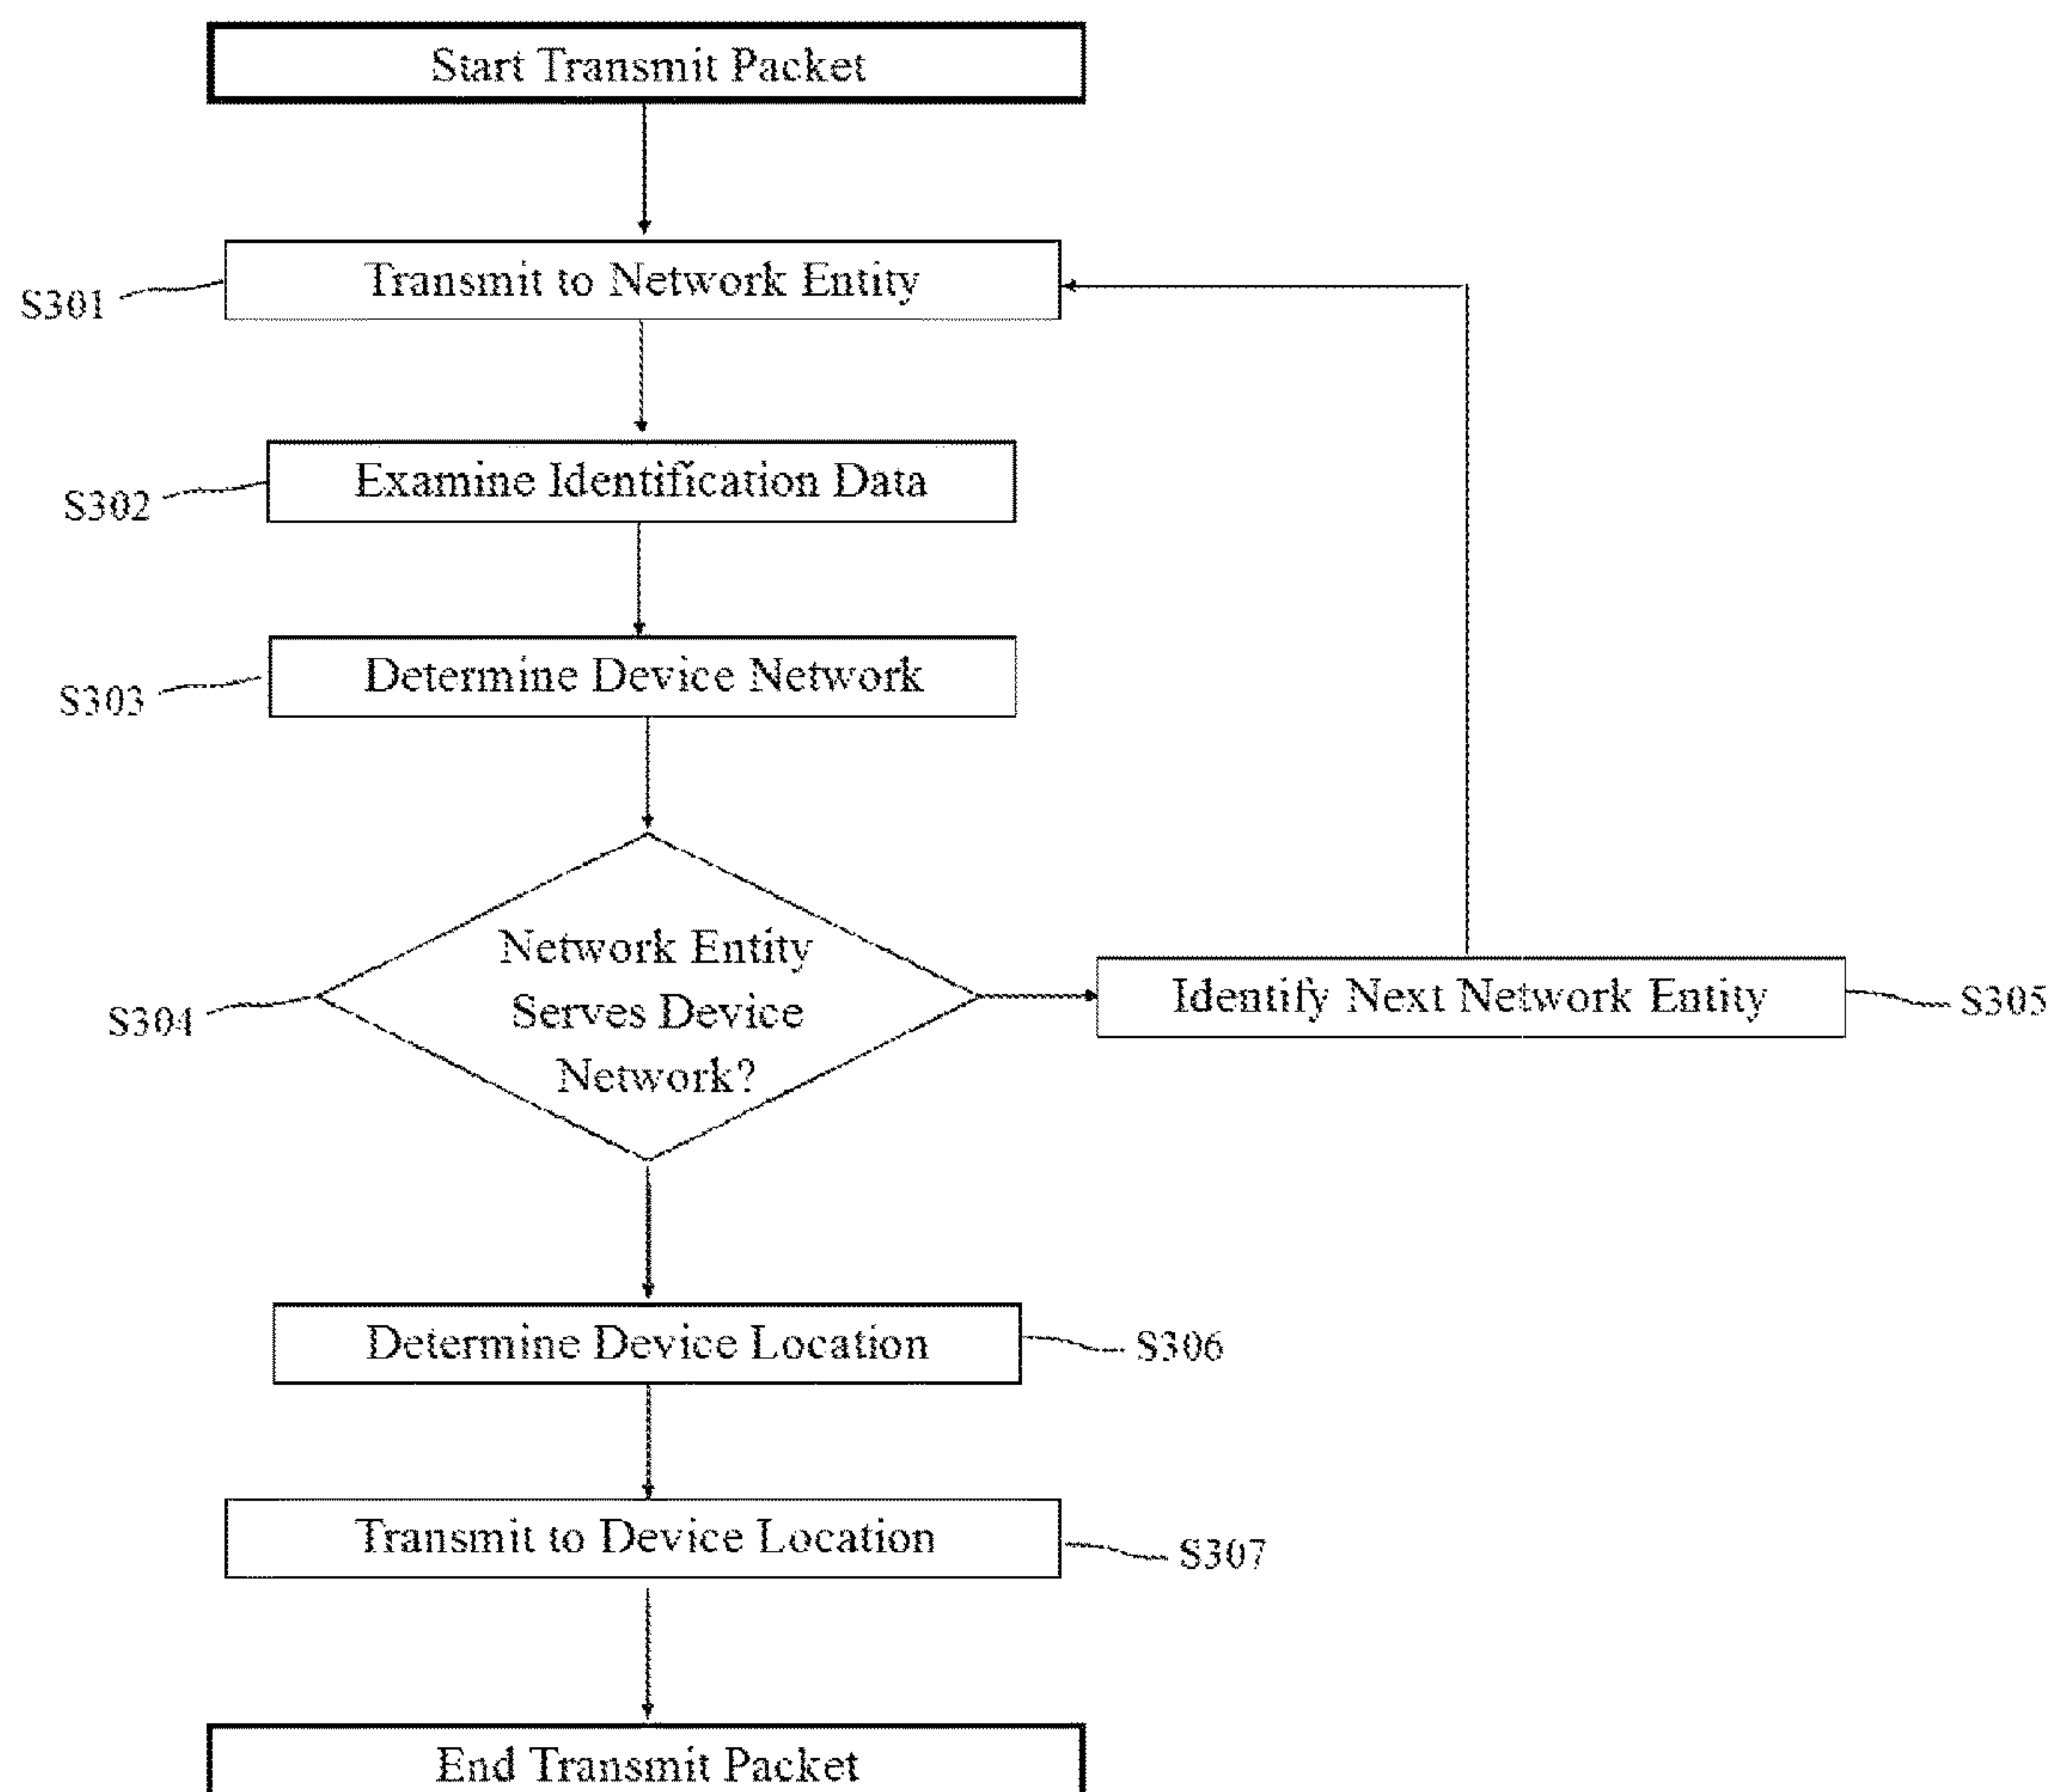 Start Transmit Packet
Transmit to Network Entity
S301
Examine Identification Data
S302
Determine Device Network
S303
Network Entity
Serves Device
Network?
S304
Identify Next Network Entity
S305
Determine Device Location
S306
Transmit to Device Location
S307
End Transmit Packet